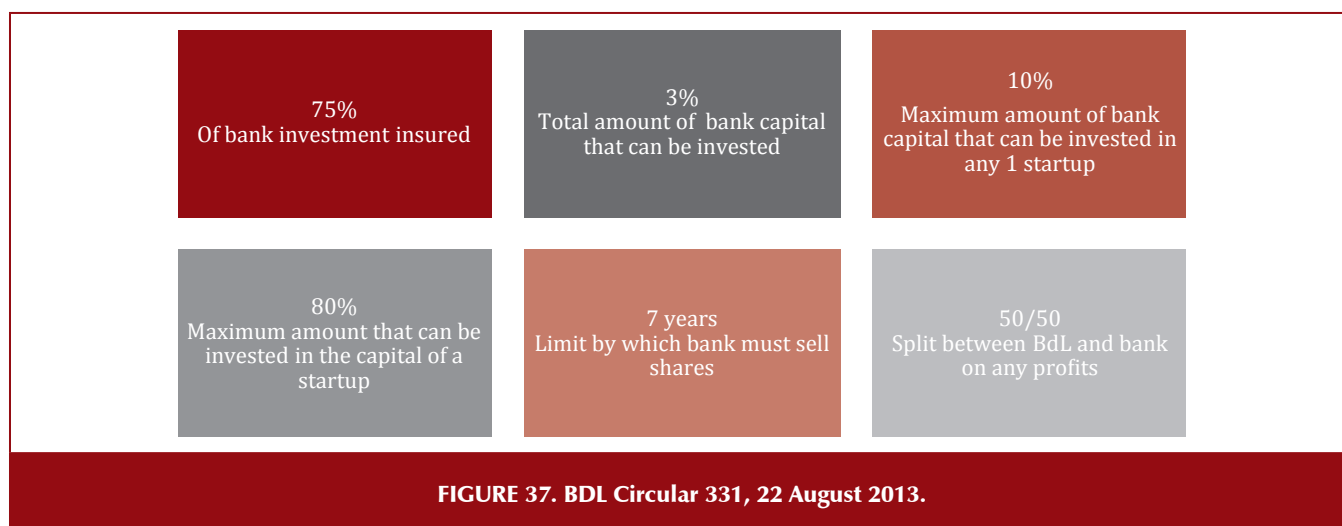 75%
Of bank investment insured
3%
Total amount of bank capital
that can be invested
10%
Maximum amount of bank
capital that can be invested in
any 1 startup
80%
Maximum amount that can be
invested in the capital of a
startup
7 years
Limit by which bank must sell
shares
50/50
Split between BdL and bank
on any profits
FIGURE 37. BDL Circular 331, 22 August 2013.